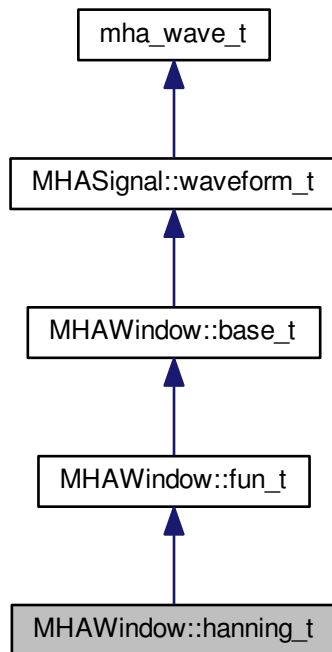 mha_wave_t
MHASignal::waveform_t
MHAWindow::base_t
MHAWindow::fun_t
MHAWindow::hanning_t